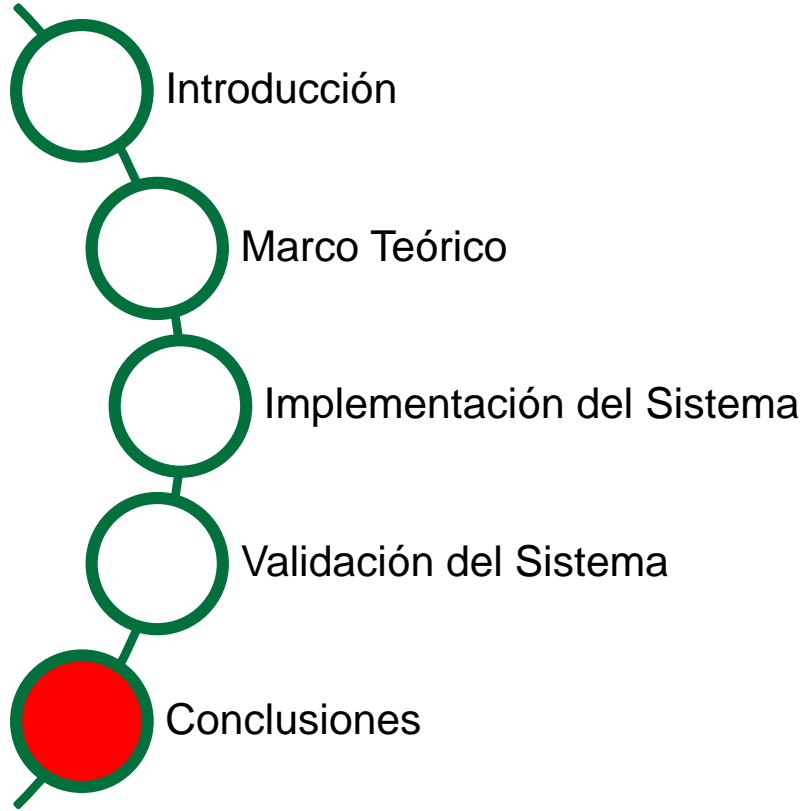 Introducción
Marco Teórico
Implementación del Sistema
Validación del Sistema
Conclusiones